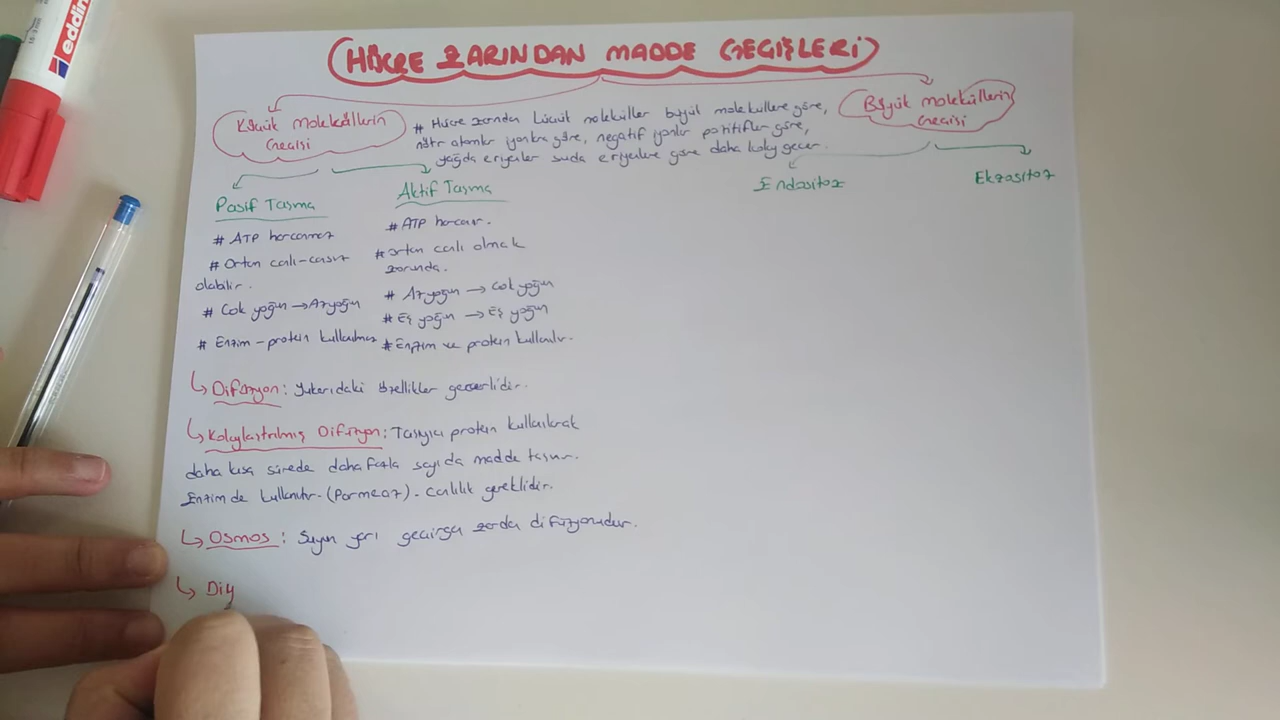 edding
HÜCRE ZARINDAN MADDE GEÇİŞLERİ
Küçük Moleküllerin
Geçişi
# Hücre zarında küçük moleküller büyük moleküllere göre,
nötr atomlar iyonlara göre, negatif iyonlar pozitiflere göre,
yağda eriyenler suda eriyenlere göre daha kolay geçer.
Büyük Moleküllerin
Geçişi
Pasif Taşıma
# ATP harcanmaz
# Ortam canlı-cansız
olabilir.
# Çok yoğun → Az yoğun
# Enzim - protein kullanılmaz
Aktif Taşıma
# ATP harcanır.
# Ortam canlı olmak
zorunda.
# Az yoğun → Çok yoğun
# Eş yoğun → Eş yoğun
# Enzim ve protein kullanılır.
Endositoz
Ekzositoz
↳ Difüzyon: Yukarıdaki özellikler geçerlidir.
↳ Kolaylaştırılmış Difüzyon: Taşıyıcı protein kullanılarak
daha kısa sürede daha fazla sayıda madde taşınır.
Enzim de kullanılır. (Permeaz). Canlılık gereklidir.
↳ Osmos: Suyun yarı geçirgen zarda difüzyonudur.
↳ Diy